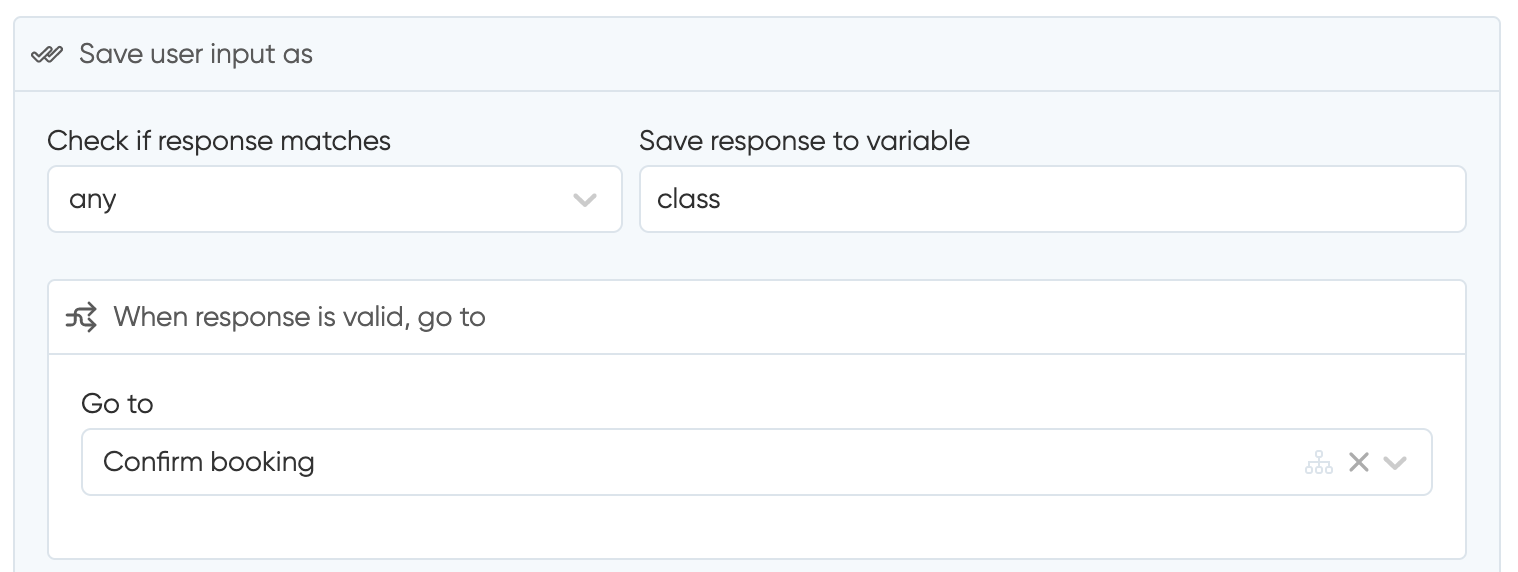 Save user input as
Check if response matches
Save response to variable
any
class
When response is valid, go to
Go to
Confirm booking